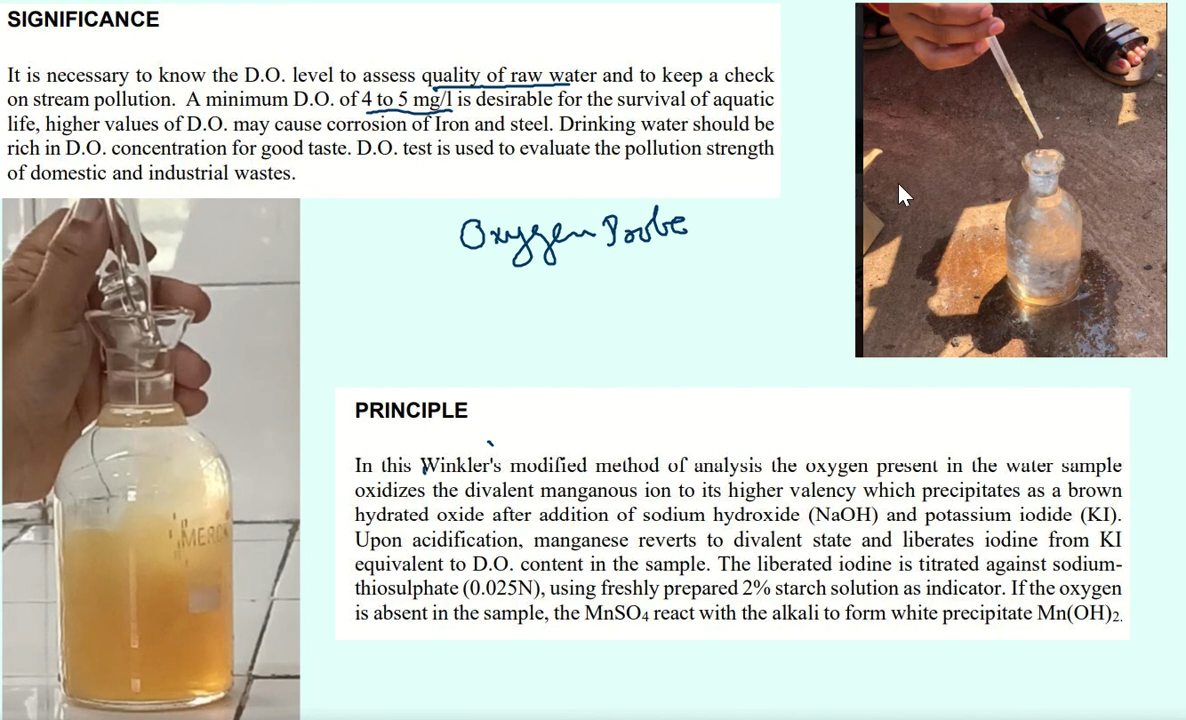 SIGNIFICANCE
It is necessary to know the D.O. level to assess quality of raw water and to keep a check
on stream pollution. A minimum D.O. of 4 to 5 mg/l is desirable for the survival of aquatic
life, higher values of D.O. may cause corrosion of Iron and steel. Drinking water should be
rich in D.O. concentration for good taste. D.O. test is used to evaluate the pollution strength
of domestic and industrial wastes.
Oxygen Probe
MERCK
PRINCIPLE
In this Winkler's modified method of analysis the oxygen present in the water sample
oxidizes the divalent manganous ion to its higher valency which precipitates as a brown
hydrated oxide after addition of sodium hydroxide (NaOH) and potassium iodide (KI).
Upon acidification, manganese reverts to divalent state and liberates iodine from KI
equivalent to D.O. content in the sample. The liberated iodine is titrated against sodium-
thiosulphate (0.025N), using freshly prepared 2% starch solution as indicator. If the oxygen
is absent in the sample, the MnSO4 react with the alkali to form white precipitate Mn(OH)2.